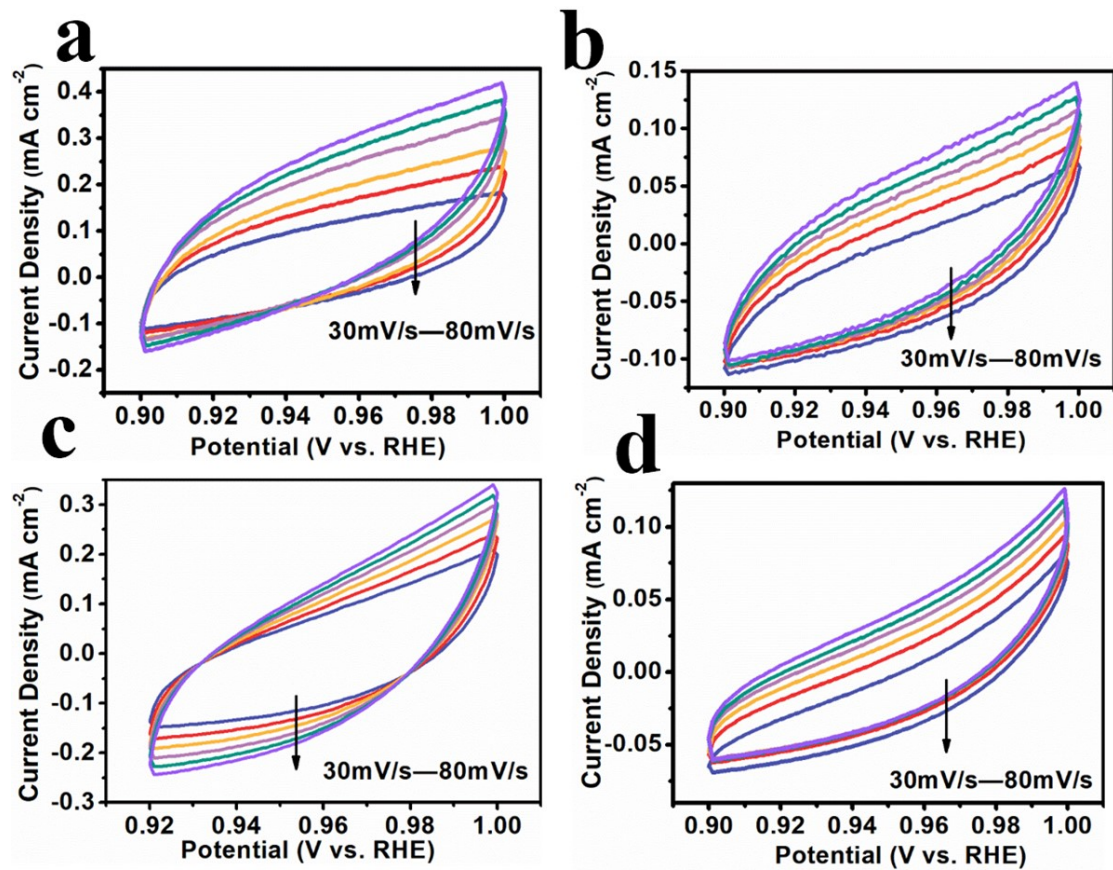 a
0.4
0.3
0.2
0.1
0.0
-0.1
-0.2
Current Density (mA cm-2)
30mV/s—80mV/s
0.90 0.92 0.94 0.96 0.98 1.00
Potential (V vs. RHE)
b
0.15
0.10
0.05
0.00
-0.05
-0.10
Current Density (mA cm-2)
30mV/s—80mV/s
0.90 0.92 0.94 0.96 0.98 1.00
Potential (V vs. RHE)
c
0.3
0.2
0.1
0.0
-0.1
-0.2
-0.3
Current Density (mA cm-2)
30mV/s—80mV/s
0.92 0.94 0.96 0.98 1.00
Potential (V vs. RHE)
d
0.10
0.05
0.00
-0.05
Current Density (mA cm-2)
30mV/s—80mV/s
0.90 0.92 0.94 0.96 0.98 1.00
Potential (V vs. RHE)